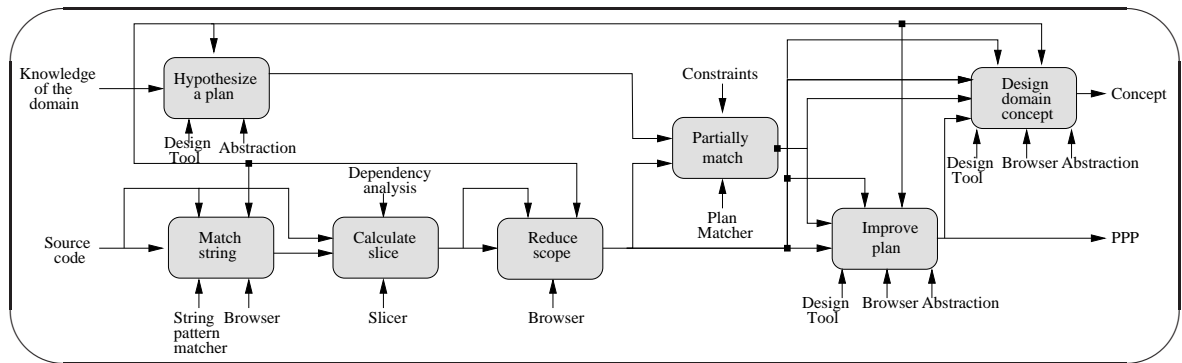 Knowledge
of the
domain
Hypothesize
a plan
Design
Tool
Abstraction
Constraints
Partially
match
Plan
Matcher
Design
domain
concept
Concept
Design
Tool
Browser
Abstraction
Source
code
Match
string
String
pattern
matcher
Browser
Dependency
analysis
Calculate
slice
Slicer
Reduce
scope
Browser
Improve
plan
PPP
Design
Tool
Browser
Abstraction